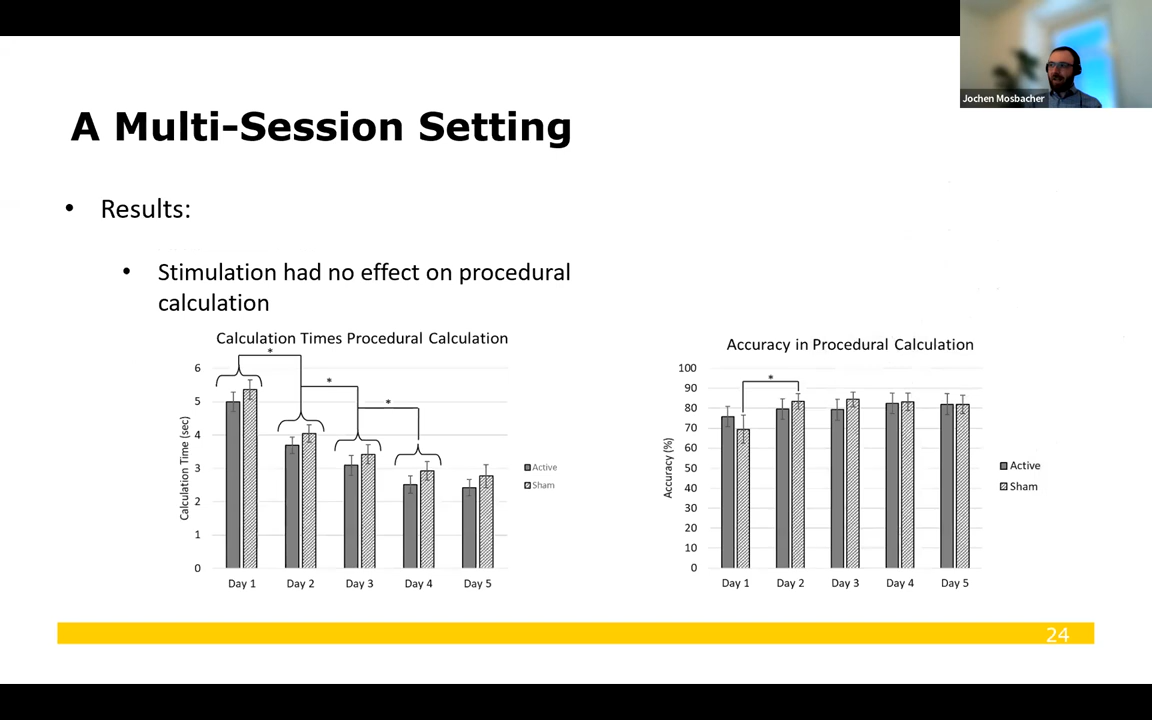 Jochen Mosbacher
A Multi-Session Setting
• Results:
• Stimulation had no effect on procedural
calculation
Calculation Times Procedural Calculation
Calculation Time (sec)
6
5
4
3
2
1
0
*
*
*
Day 1 Day 2 Day 3 Day 4 Day 5
Active
Sham
Accuracy in Procedural Calculation
Accuracy (%)
100
90
80
70
60
50
40
30
20
10
0
*
Day 1 Day 2 Day 3 Day 4 Day 5
Active
Sham
24